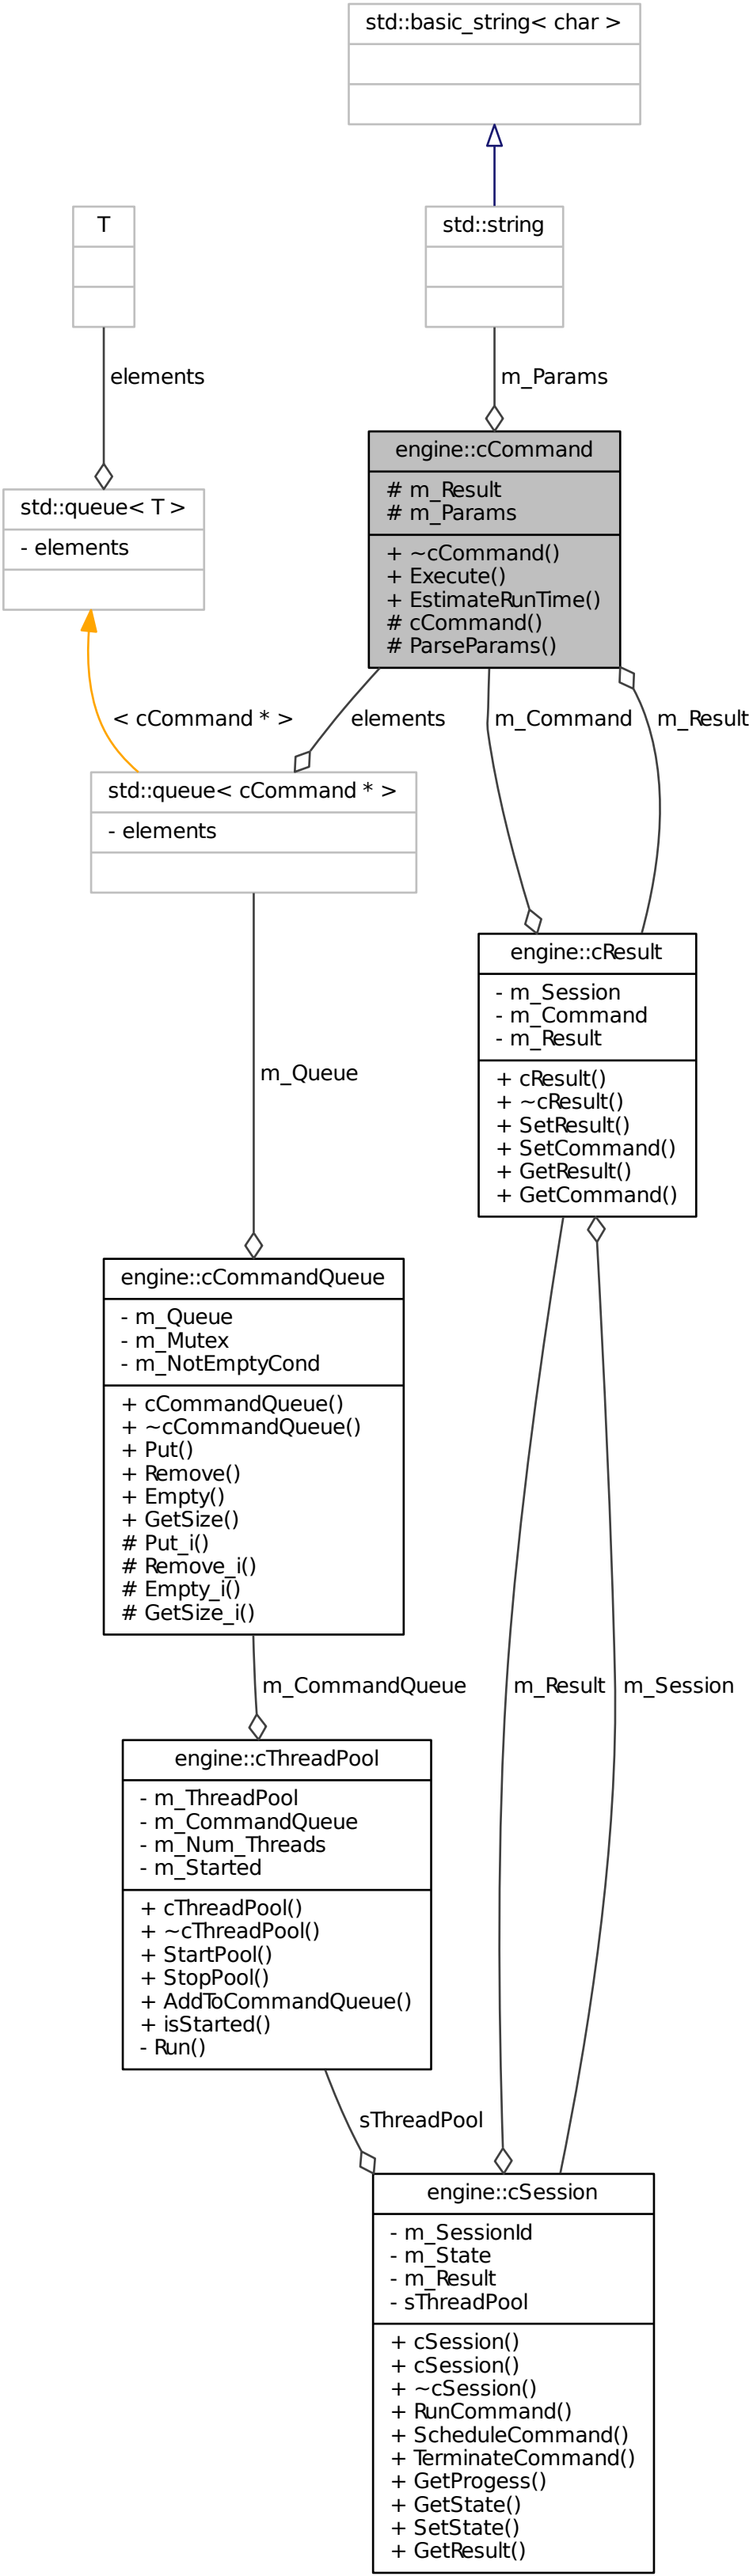 std::basic_string< char >
T
std::string
elements
m_Params
engine::cCommand
# m_Result
# m_Params
+ ~cCommand()
+ Execute()
+ EstimateRunTime()
# cCommand()
# ParseParams()
std::queue< T >
- elements
< cCommand * >
elements
m_Command
m_Result
std::queue< cCommand * >
- elements
engine::cResult
- m_Session
- m_Command
- m_Result
+ cResult()
+ ~cResult()
+ SetResult()
+ SetCommand()
+ GetResult()
+ GetCommand()
m_Queue
engine::cCommandQueue
- m_Queue
- m_Mutex
- m_NotEmptyCond
+ cCommandQueue()
+ ~cCommandQueue()
+ Put()
+ Remove()
+ Empty()
+ GetSize()
# Put_i()
# Remove_i()
# Empty_i()
# GetSize_i()
m_CommandQueue
m_Result
m_Session
engine::cThreadPool
- m_ThreadPool
- m_CommandQueue
- m_Num_Threads
- m_Started
+ cThreadPool()
+ ~cThreadPool()
+ StartPool()
+ StopPool()
+ AddToCommandQueue()
+ isStarted()
- Run()
sThreadPool
engine::cSession
- m_SessionId
- m_State
- m_Result
- sThreadPool
+ cSession()
+ cSession()
+ ~cSession()
+ RunCommand()
+ ScheduleCommand()
+ TerminateCommand()
+ GetProgess()
+ GetState()
+ SetState()
+ GetResult()